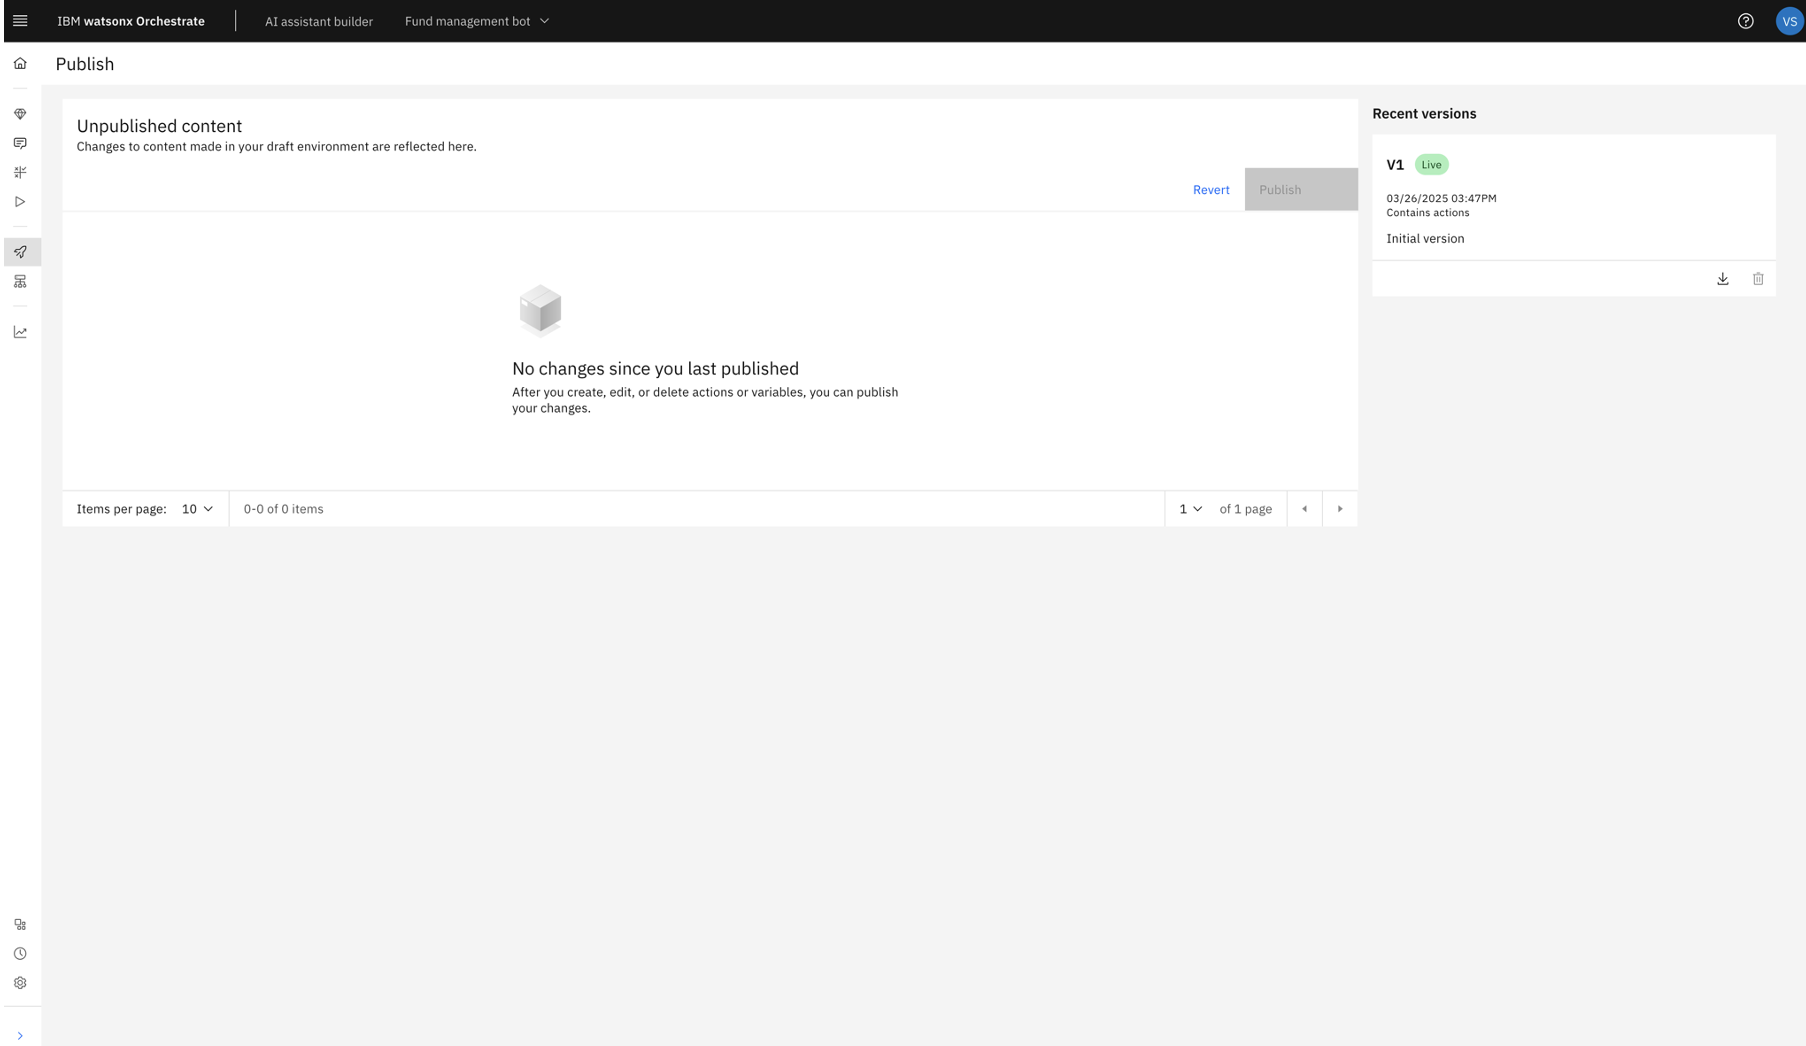 IBM watsonx Orchestrate AI assistant builder Fund management bot VS
Publish
Unpublished content
Changes to content made in your draft environment are reflected here.
Revert Publish
No changes since you last published
After you create, edit, or delete actions or variables, you can publish
your changes.
Items per page: 10 0-0 of 0 items 1 of 1 page
Recent versions
V1 Live
03/26/2025 03:47PM
Contains actions
Initial version